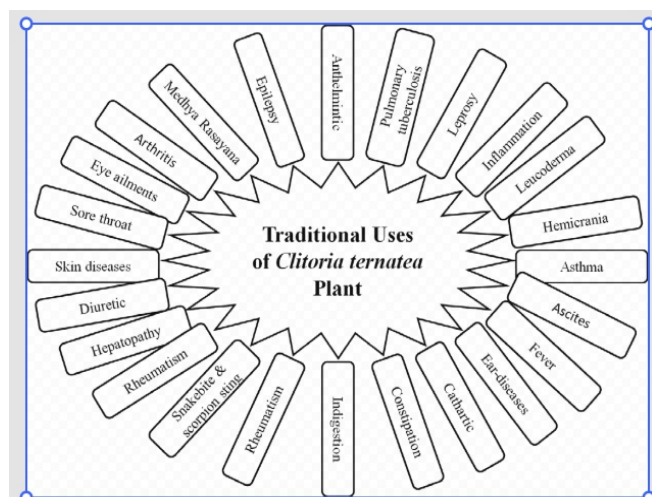 Traditional Uses
of Clitoria ternatea
Plant
Anthelmintic
Pulmonary
tuberculosis
Leprosy
Inflammation
Leucoderma
Hemicrania
Asthma
Ascites
Fever
Ear-diseases
Cathartic
Constipation
Indigestion
Rheumatism
Snakebite &
scorpion sting
Rheumatism
Hepatopathy
Diuretic
Skin diseases
Sore throat
Eye ailments
Arthritis
Medhya Rasayana
Epilepsy